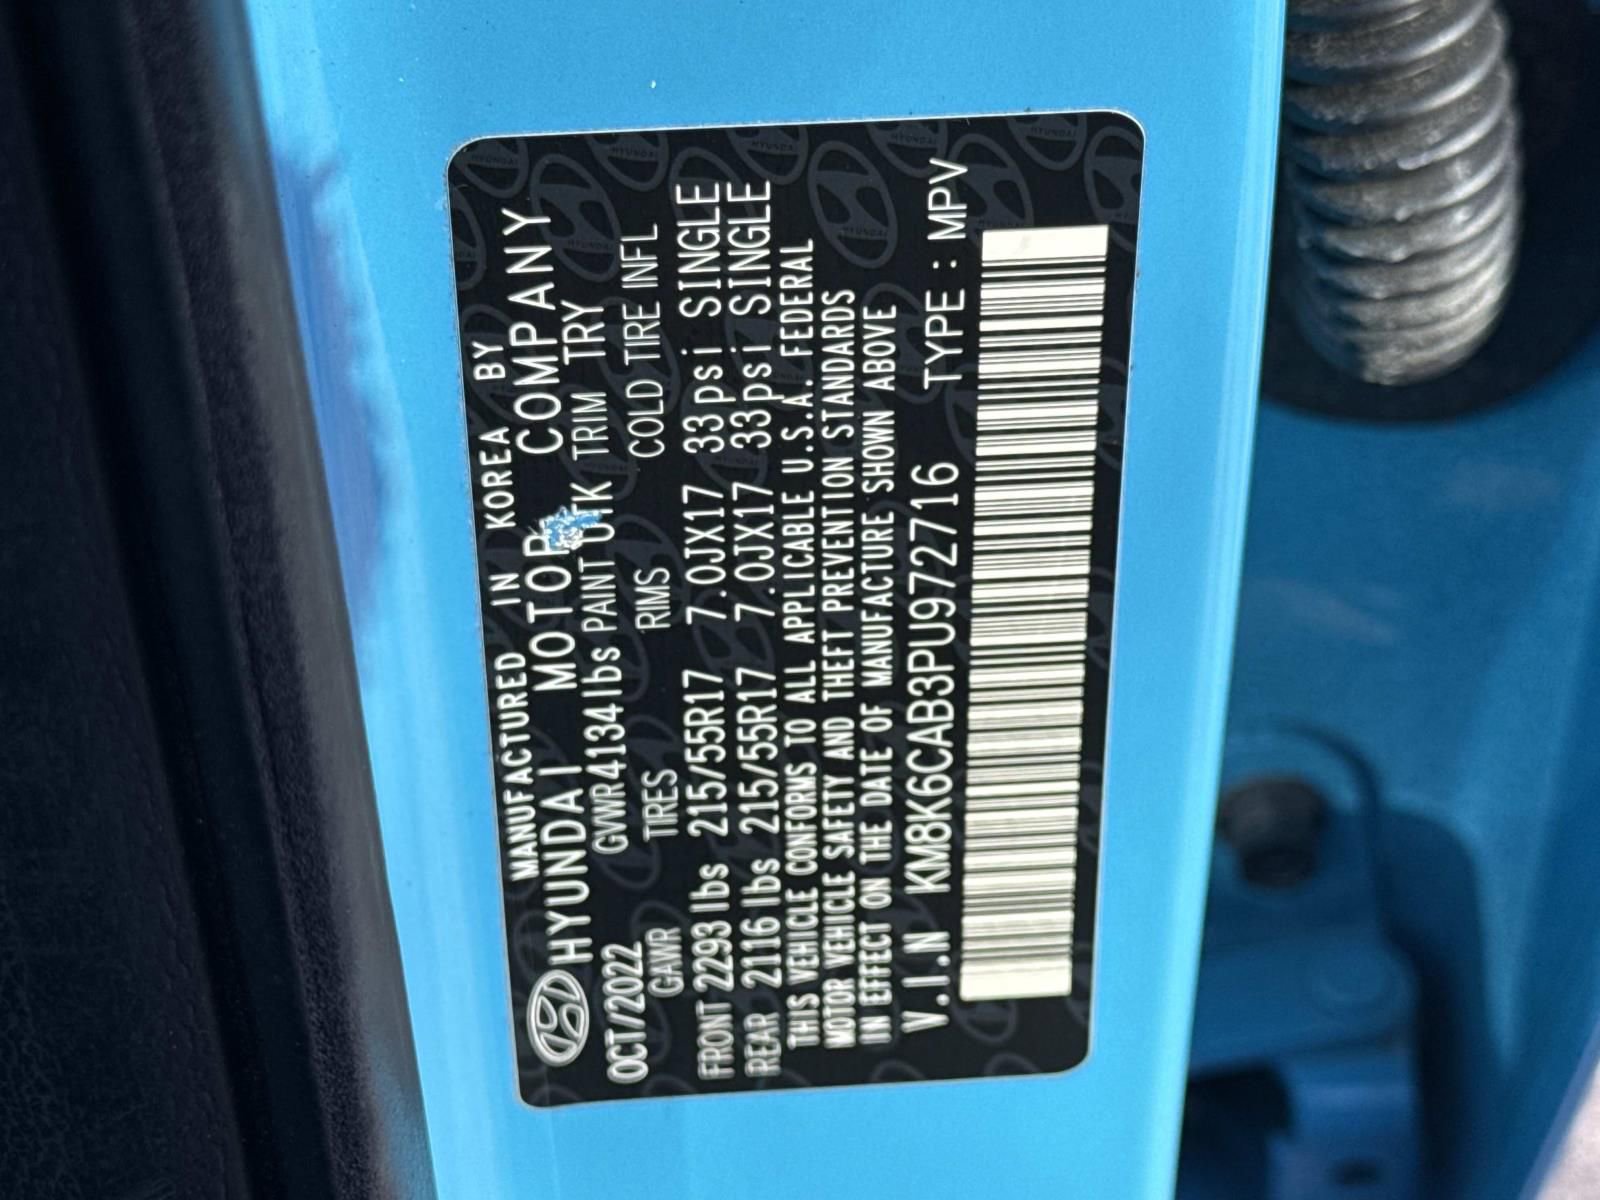 MANUFACTURED IN KOREA BY
HYUNDAI MOTOR COMPANY
OCT/2022 GVWR 4134lbs PAINT UTK TRIM TRY
GAWR TIRES RIMS COLD TIRE INFL
FRONT 2293 lbs 215/55R17 7.0JX17 33psi SINGLE
REAR 2116 lbs 215/55R17 7.0JX17 33psi SINGLE
THIS VEHICLE CONFORMS TO ALL APPLICABLE U.S.A. FEDERAL
MOTOR VEHICLE SAFETY AND THEFT PREVENTION STANDARDS
IN EFFECT ON THE DATE OF MANUFACTURE SHOWN ABOVE
V.I.N KM8K6CAB3PU972716 TYPE : MPV